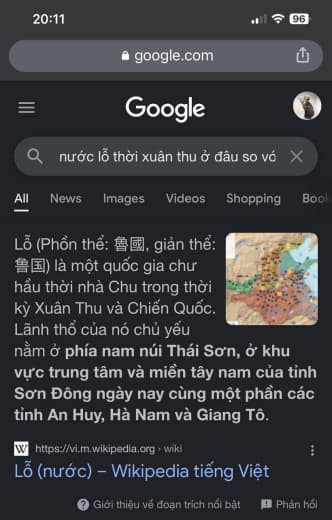 20:11
96
google.com
Google
nước lỗ thời xuân thu ở đâu so vớ
All News Images Videos Shopping Book
Lỗ (Phồn thể: 魯國, giản thể:
鲁国) là một quốc gia chư
hầu thời nhà Chu trong thời
kỳ Xuân Thu và Chiến Quốc.
Lãnh thổ của nó chủ yếu
nằm ở phía nam núi Thái Sơn, ở khu
vực trung tâm và miền tây nam của tỉnh
Sơn Đông ngày nay cùng một phần các
tỉnh An Huy, Hà Nam và Giang Tô.
W https://vi.m.wikipedia.org › wiki
Lỗ (nước) – Wikipedia tiếng Việt
Giới thiệu về đoạn trích nổi bật
Phản hồi